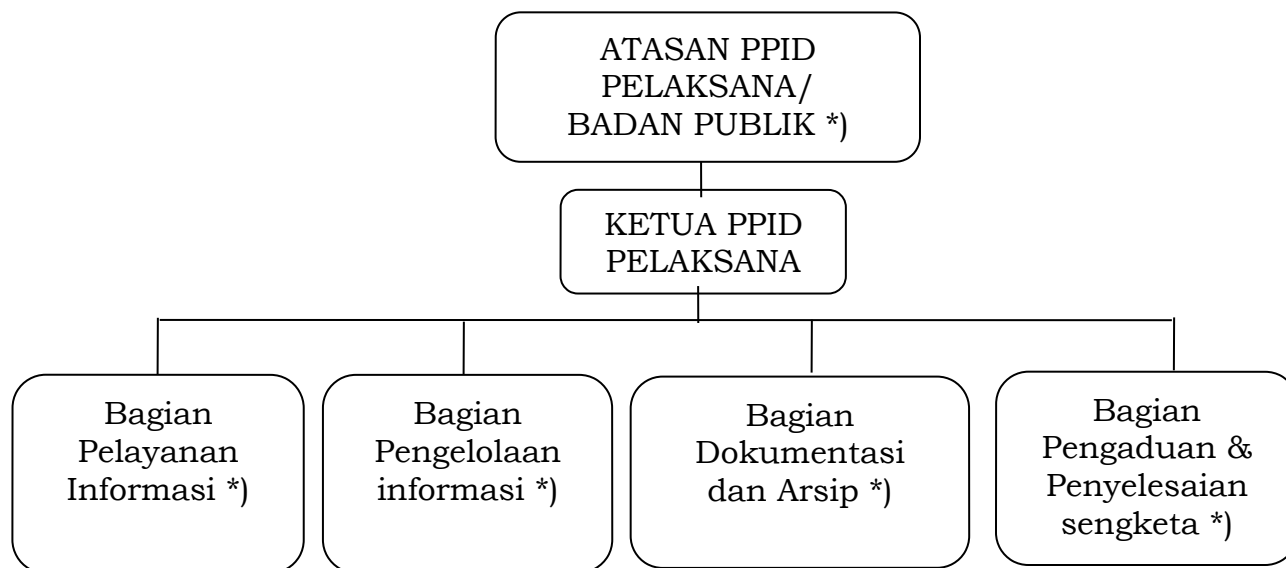 ATASAN PPID
PELAKSANA/
BADAN PUBLIK *)
KETUA PPID
PELAKSANA
Bagian
Pelayanan
Informasi *)
Bagian
Pengelolaan
informasi *)
Bagian
Dokumentasi
dan Arsip *)
Bagian
Pengaduan &
Penyelesaian
sengketa *)